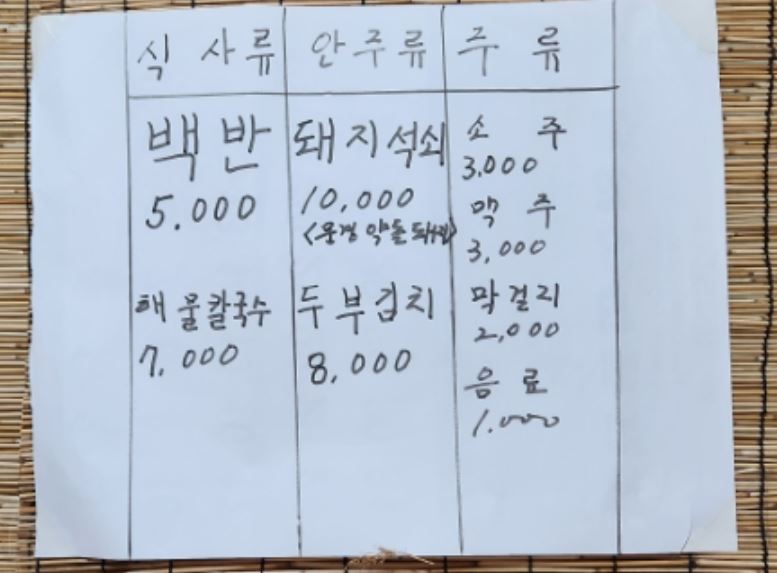 식 사류
안 주 류
주 류
백 반
5.000
해 물 칼국수
7.000
돼 지 석쇠
10,000
<문경 약돌 돼지>
두 부 김치
8,000
소 주
3.000
맥 주
3,000
막 걸리
2,000
음 료
1.000